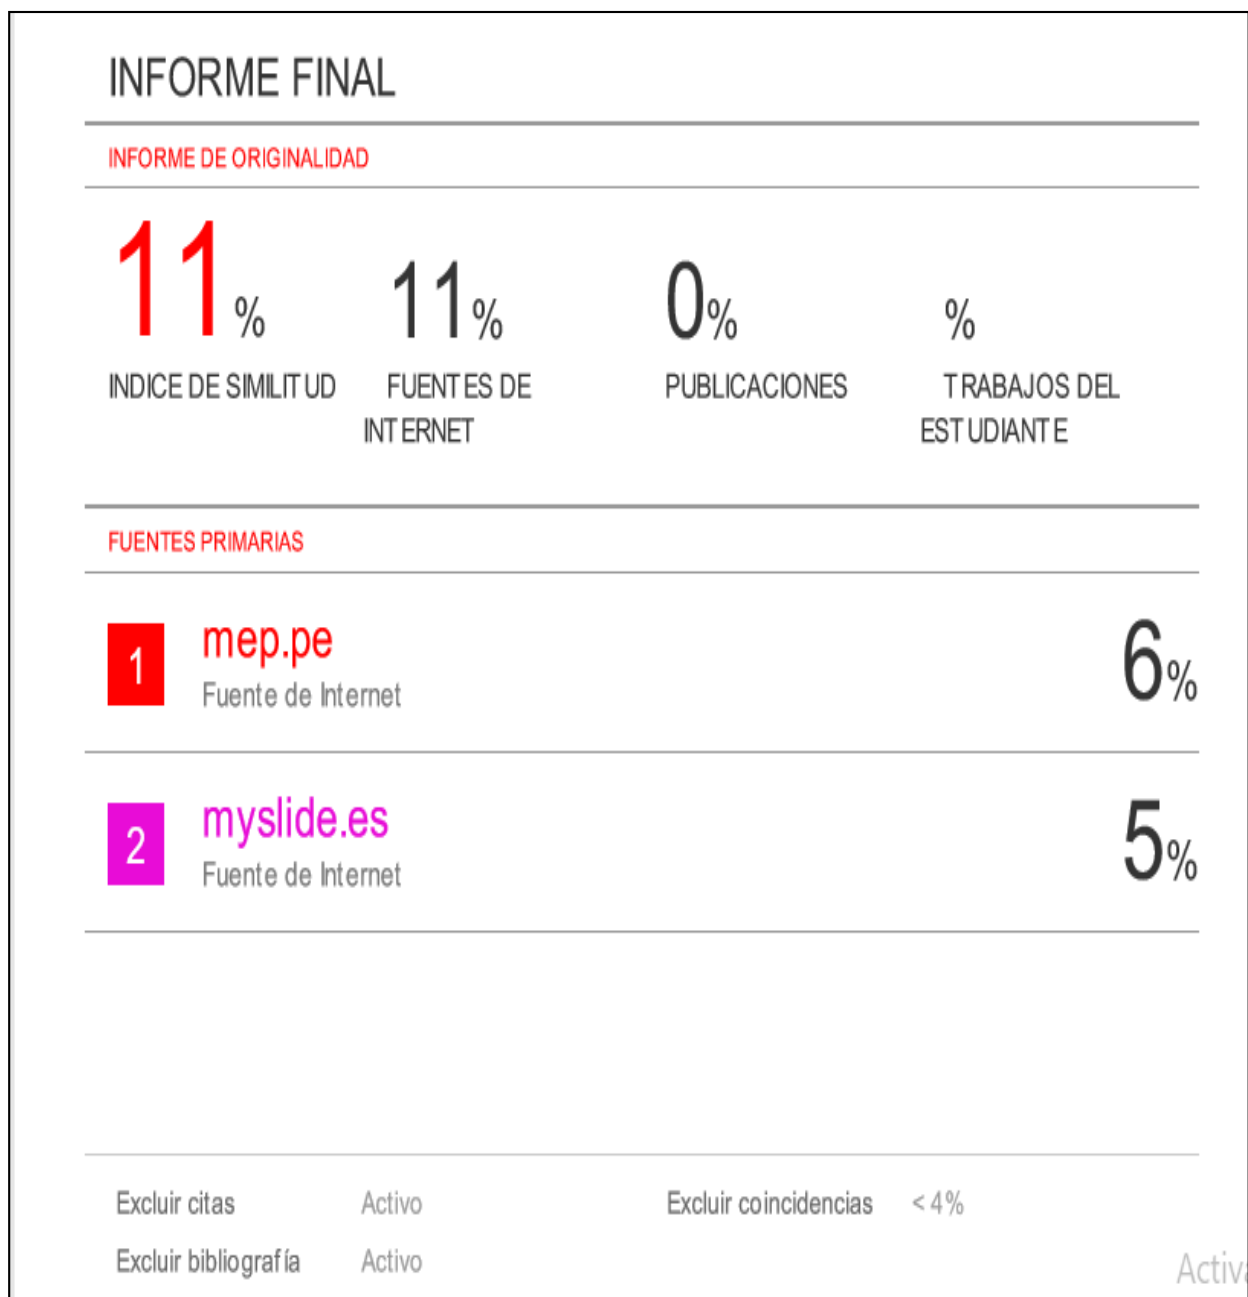 INFORME FINAL
INFORME DE ORIGINALIDAD
11%
11%
0%
%
INDICE DE SIMILITUD
FUENTES DE
INTERNET
PUBLICACIONES
TRABAJOS DEL
ESTUDIANTE
FUENTES PRIMARIAS
1
mep.pe
Fuente de Internet
6%
2
myslide.es
Fuente de Internet
5%
Excluir citas
Activo
Excluir coincidencias
< 4%
Excluir bibliografía
Activo